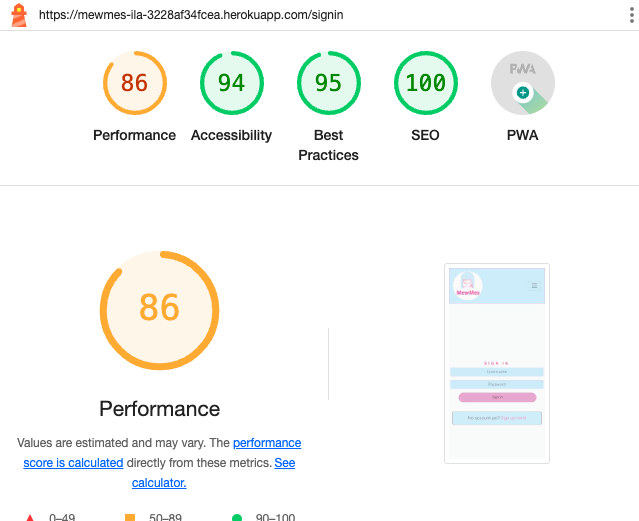 https://mewmes-ila-3228af34fcea.herokuapp.com/signin
86 94 95 100 PWA
Performance Accessibility Best Practices SEO PWA
86
MewMes
SIGN IN
Username
Password
Sign in
Performance
Values are estimated and may vary. The performance
score is calculated directly from these metrics. See
calculator.
0–49 50–89 90–100